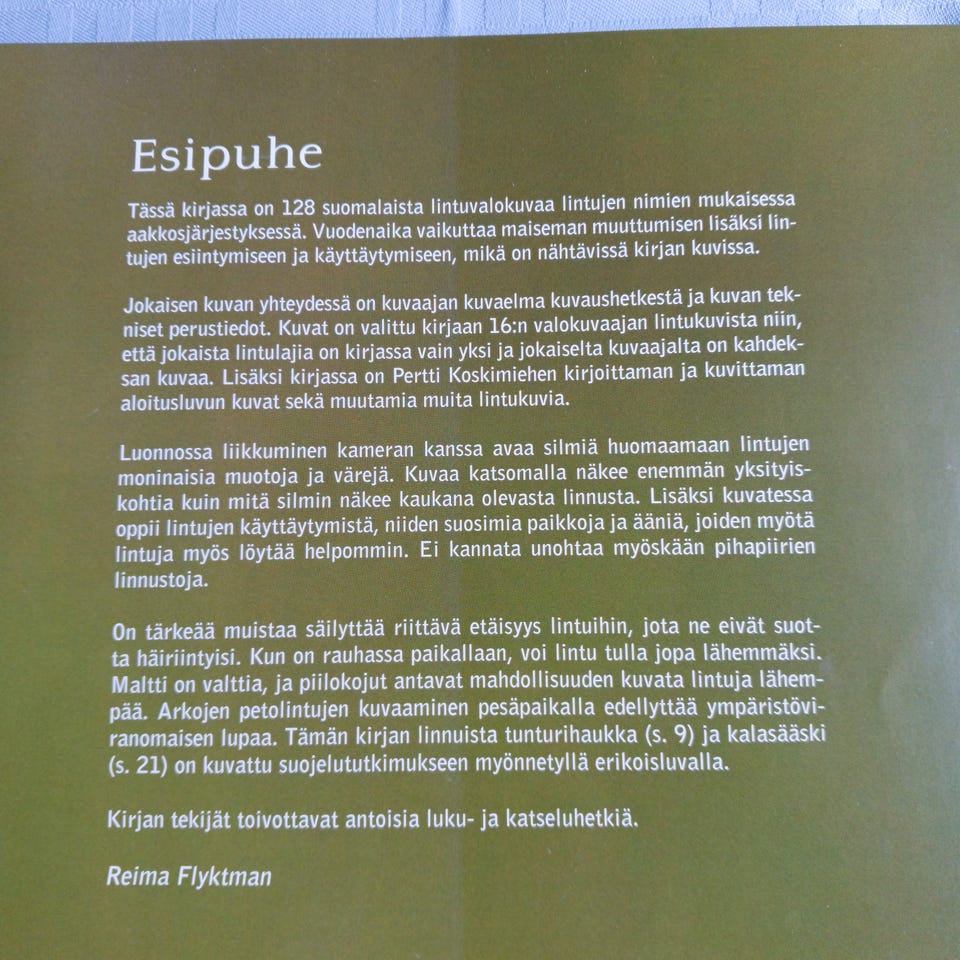 Esipuhe
Tässä kirjassa on 128 suomalaista lintuvalokuvaa lintujen nimien mukaisessa
aakkosjärjestyksessä. Vuodenaika vaikuttaa maiseman muuttumisen lisäksi lin-
tujen esiintymiseen ja käyttäytymiseen, mikä on nähtävissä kirjan kuvissa.
Jokaisen kuvan yhteydessä on kuvaajan kuvaelma kuvaushetkestä ja kuvan tek-
niset perustiedot. Kuvat on valittu kirjaan 16:n valokuvaajan lintukuvista niin,
että jokaista lintulajia on kirjassa vain yksi ja jokaiselta kuvaajalta on kahdek-
san kuvaa. Lisäksi kirjassa on Pertti Koskimiehen kirjoittaman ja kuvittaman
aloitusluvun kuvat sekä muutamia muita lintukuvia.
Luonnossa liikkuminen kameran kanssa avaa silmiä huomaamaan lintujen
moninaisia muotoja ja värejä. Kuvaa katsomalla näkee enemmän yksityis-
kohtia kuin mitä silmin näkee kaukana olevasta linnusta. Lisäksi kuvatessa
oppii lintujen käyttäytymistä, niiden suosimia paikkoja ja ääniä, joiden myötä
lintuja myös löytää helpommin. Ei kannata unohtaa myöskään pihapiirien
linnustoja.
On tärkeää muistaa säilyttää riittävä etäisyys lintuihin, jota ne eivät suot-
ta häiriintyisi. Kun on rauhassa paikallaan, voi lintu tulla jopa lähemmäksi.
Maltti on valttia, ja piilokojut antavat mahdollisuuden kuvata lintuja lähem-
pää. Arkojen petolintujen kuvaaminen pesäpaikalla edellyttää ympäristövi-
ranomaisen lupaa. Tämän kirjan linnuista tunturihaukka (s. 9) ja kalasääski
(s. 21) on kuvattu suojelututkimukseen myönnetyllä erikoisluvalla.
Kirjan tekijät toivottavat antoisia luku- ja katseluhetkiä.
Reima Flyktman